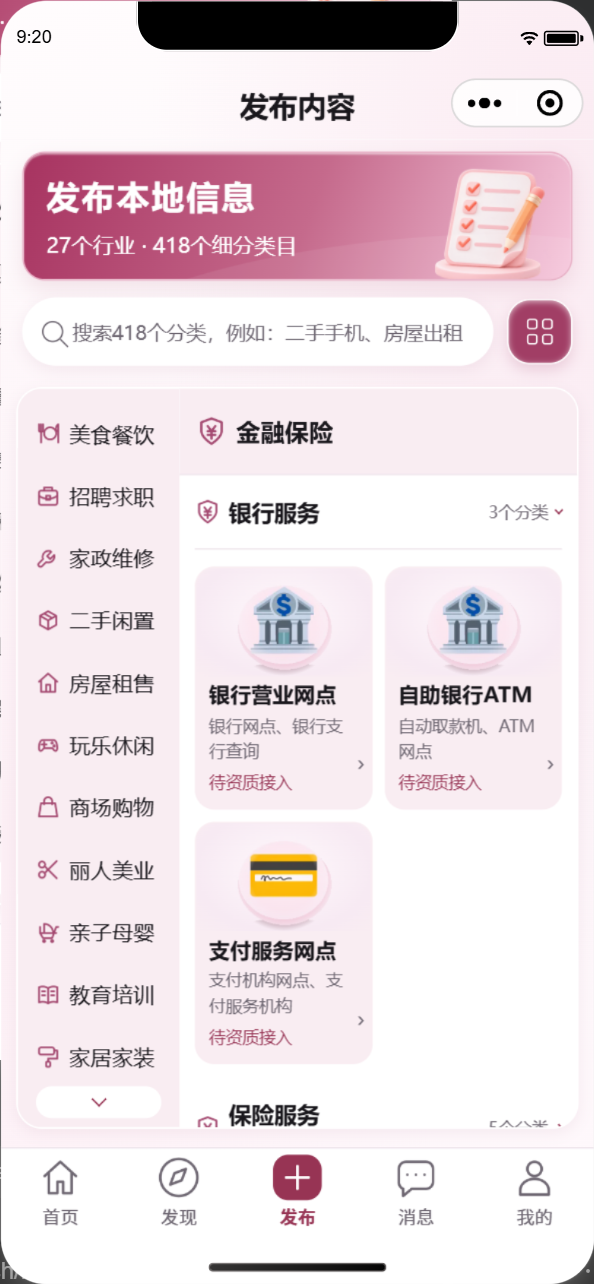 9:20
发布内容
发布本地信息
27个行业 · 418个细分类目
搜索418个分类，例如：二手手机、房屋出租
美食餐饮
招聘求职
家政维修
二手闲置
房屋租售
玩乐休闲
商场购物
丽人美业
亲子母婴
教育培训
家居家装
金融保险
银行服务
3个分类
银行营业网点
银行网点、银行支
行查询
待资质接入
自助银行ATM
自动取款机、ATM
网点
待资质接入
支付服务网点
支付机构网点、支
付服务机构
待资质接入
保险服务
5个分类
首页
发现
发布
消息
我的